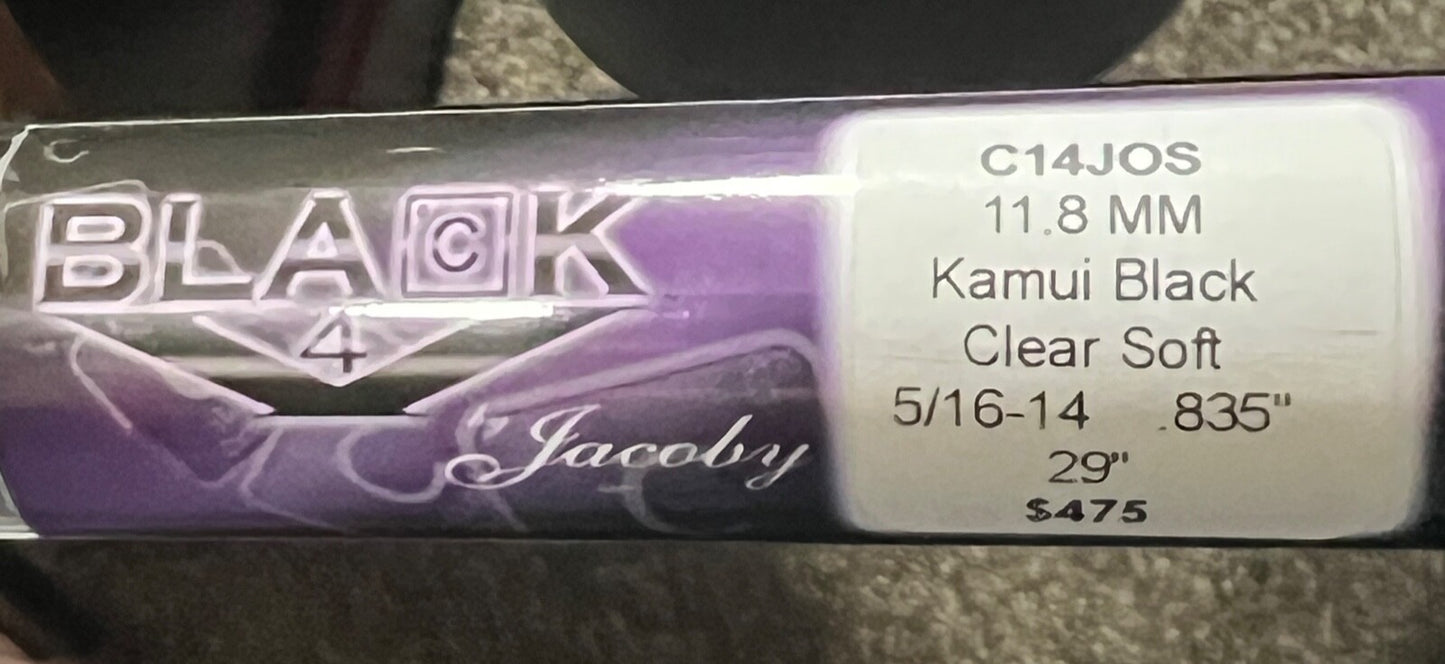 BLACK
4
Jacoby
C14JOS
11.8 MM
Kamui Black
Clear Soft
5/16-14 .835"
29"
$475